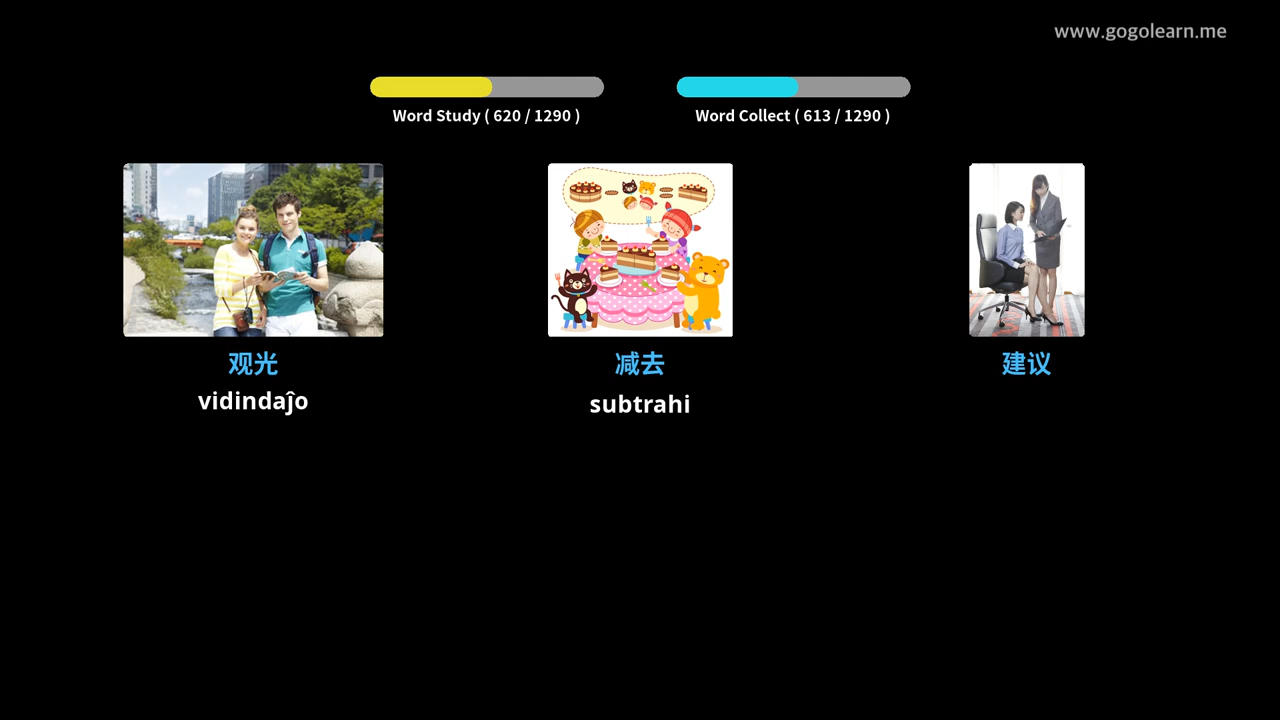 www.gogolearn.me
Word Study ( 620 / 1290 )
Word Collect ( 613 / 1290 )
观光
减去
建议
vidindaĵo
subtrahi